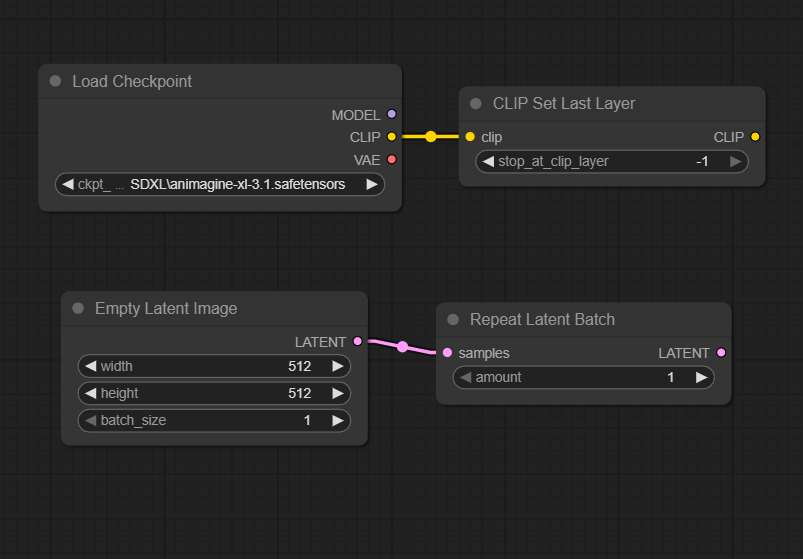 Load Checkpoint
MODEL
CLIP
VAE
ckpt_ ... SDXL\animagine-xl-3.1.safetensors
CLIP Set Last Layer
clip CLIP
stop_at_clip_layer -1
Empty Latent Image
LATENT
width 512
height 512
batch_size 1
Repeat Latent Batch
samples LATENT
amount 1